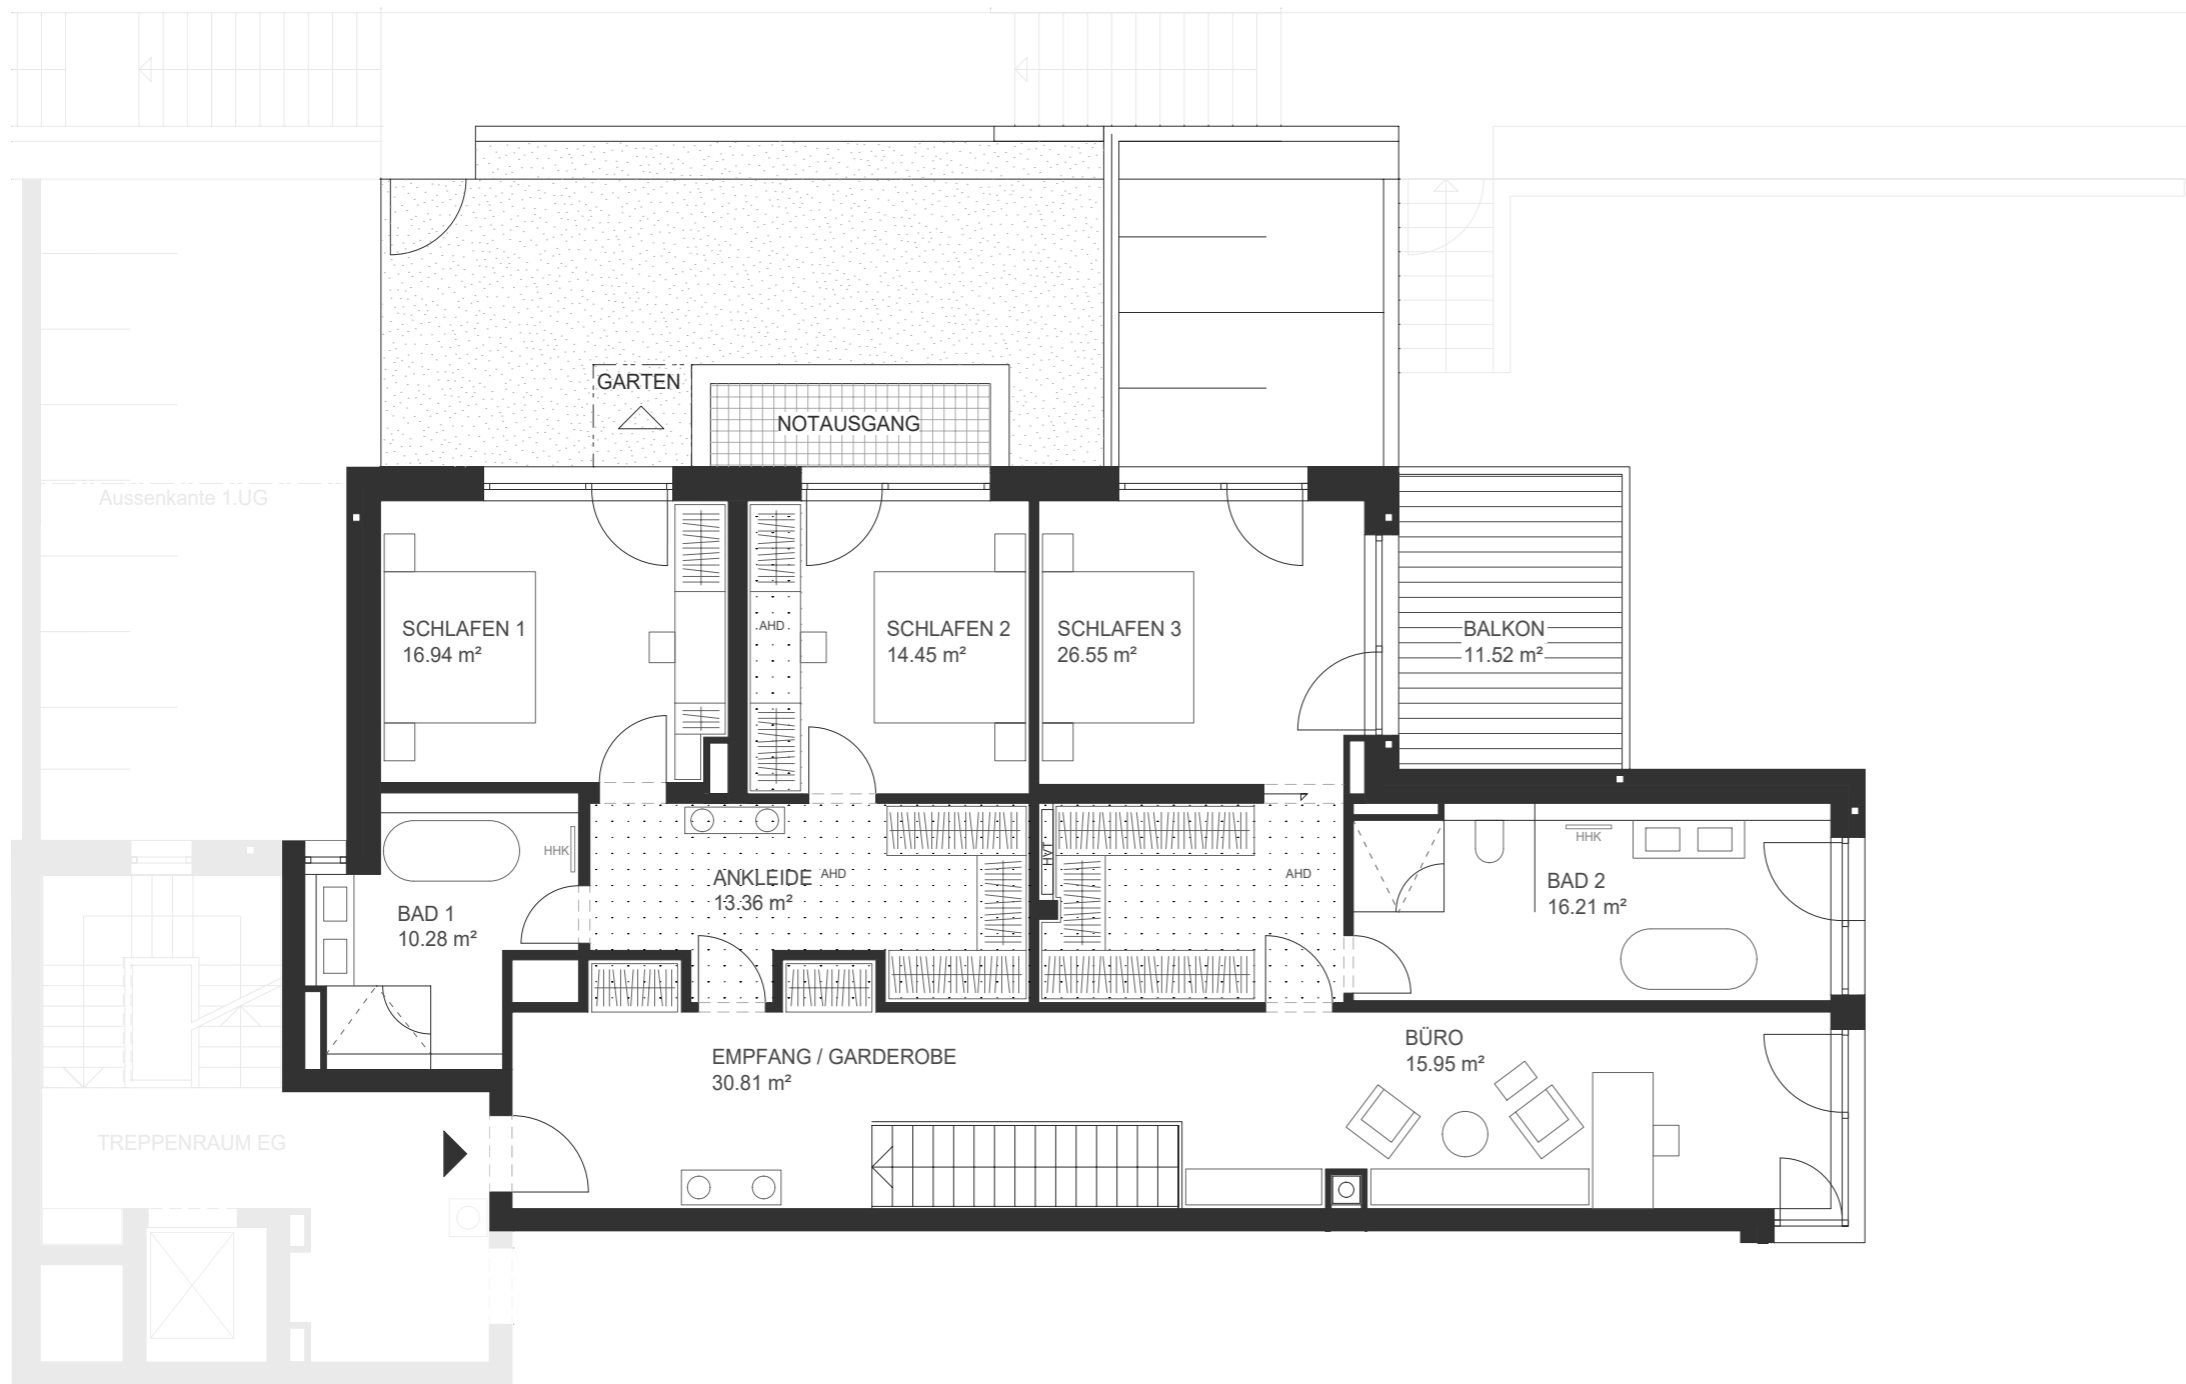 GARTEN
NOTAUSGANG
Aussenkante 1.UG
SCHLAFEN 1
16.94 m²
AHD
SCHLAFEN 2
14.45 m²
SCHLAFEN 3
26.55 m²
BALKON
11.52 m²
HHK
HVT
HHK
ANKLEIDE
13.36 m²
AHD
AHD
BAD 2
16.21 m²
BAD 1
10.28 m²
EMPFANG / GARDEROBE
30.81 m²
BÜRO
15.95 m²
TREPPENRAUM EG